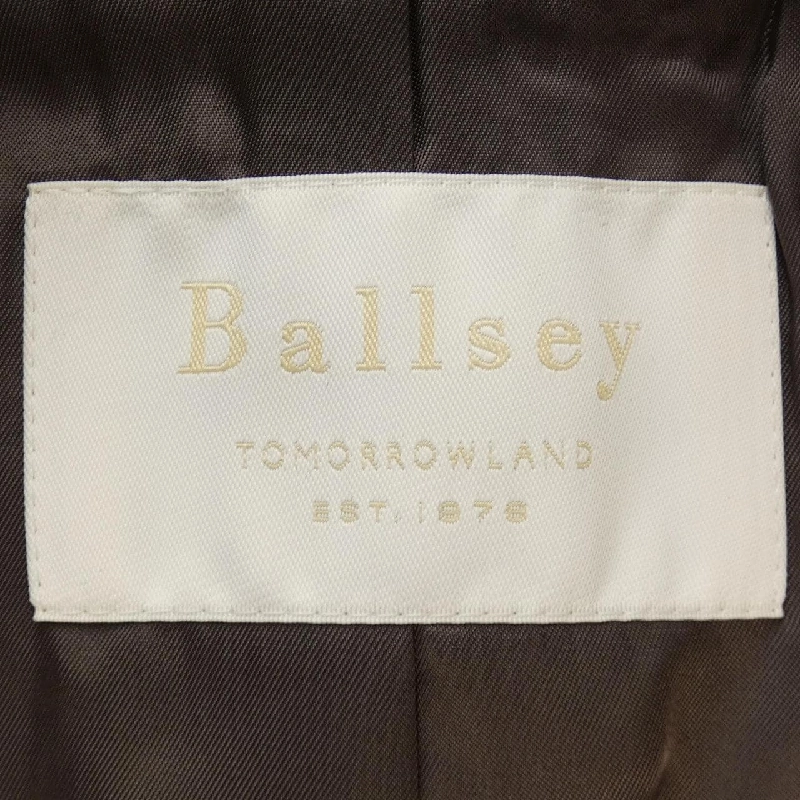 Ballsey
TOMORROWLAND
EST. 1978